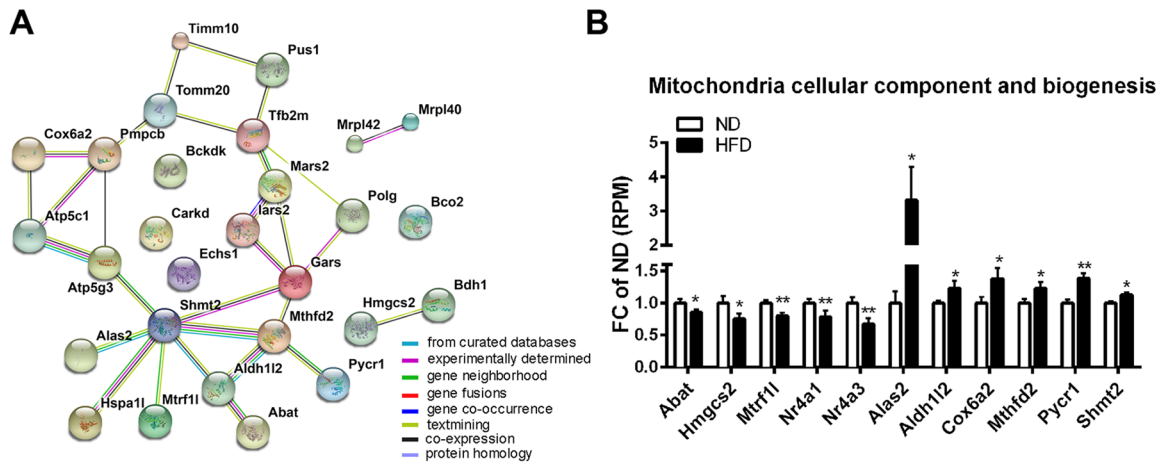 A
Timm10
Pus1
Tomm20
Tfb2m
Mrpl40
Mrpl42
Cox6a2
Pmpcb
Bckdk
Mars2
Polg
Bco2
Atp5c1
Carkd
Iars2
Echs1
Gars
Atp5g3
Shmt2
Bdh1
Hmgcs2
Mthfd2
Alas2
Aldh1l2
Pycr1
Hspa1l
Mtrf1l
Abat
from curated databases
experimentally determined
gene neighborhood
gene fusions
gene co-occurrence
textmining
co-expression
protein homology
B
Mitochondria cellular component and biogenesis
ND
HFD
FC of ND (RPM)
5
4
3
2
1.5
1.0
0.5
0.0
* * ** ** ** * * * * ** *
Abat
Hmgcs2
Mtrf1l
Nr4a1
Nr4a3
Alas2
Aldh1l2
Cox6a2
Mthfd2
Pycr1
Shmt2